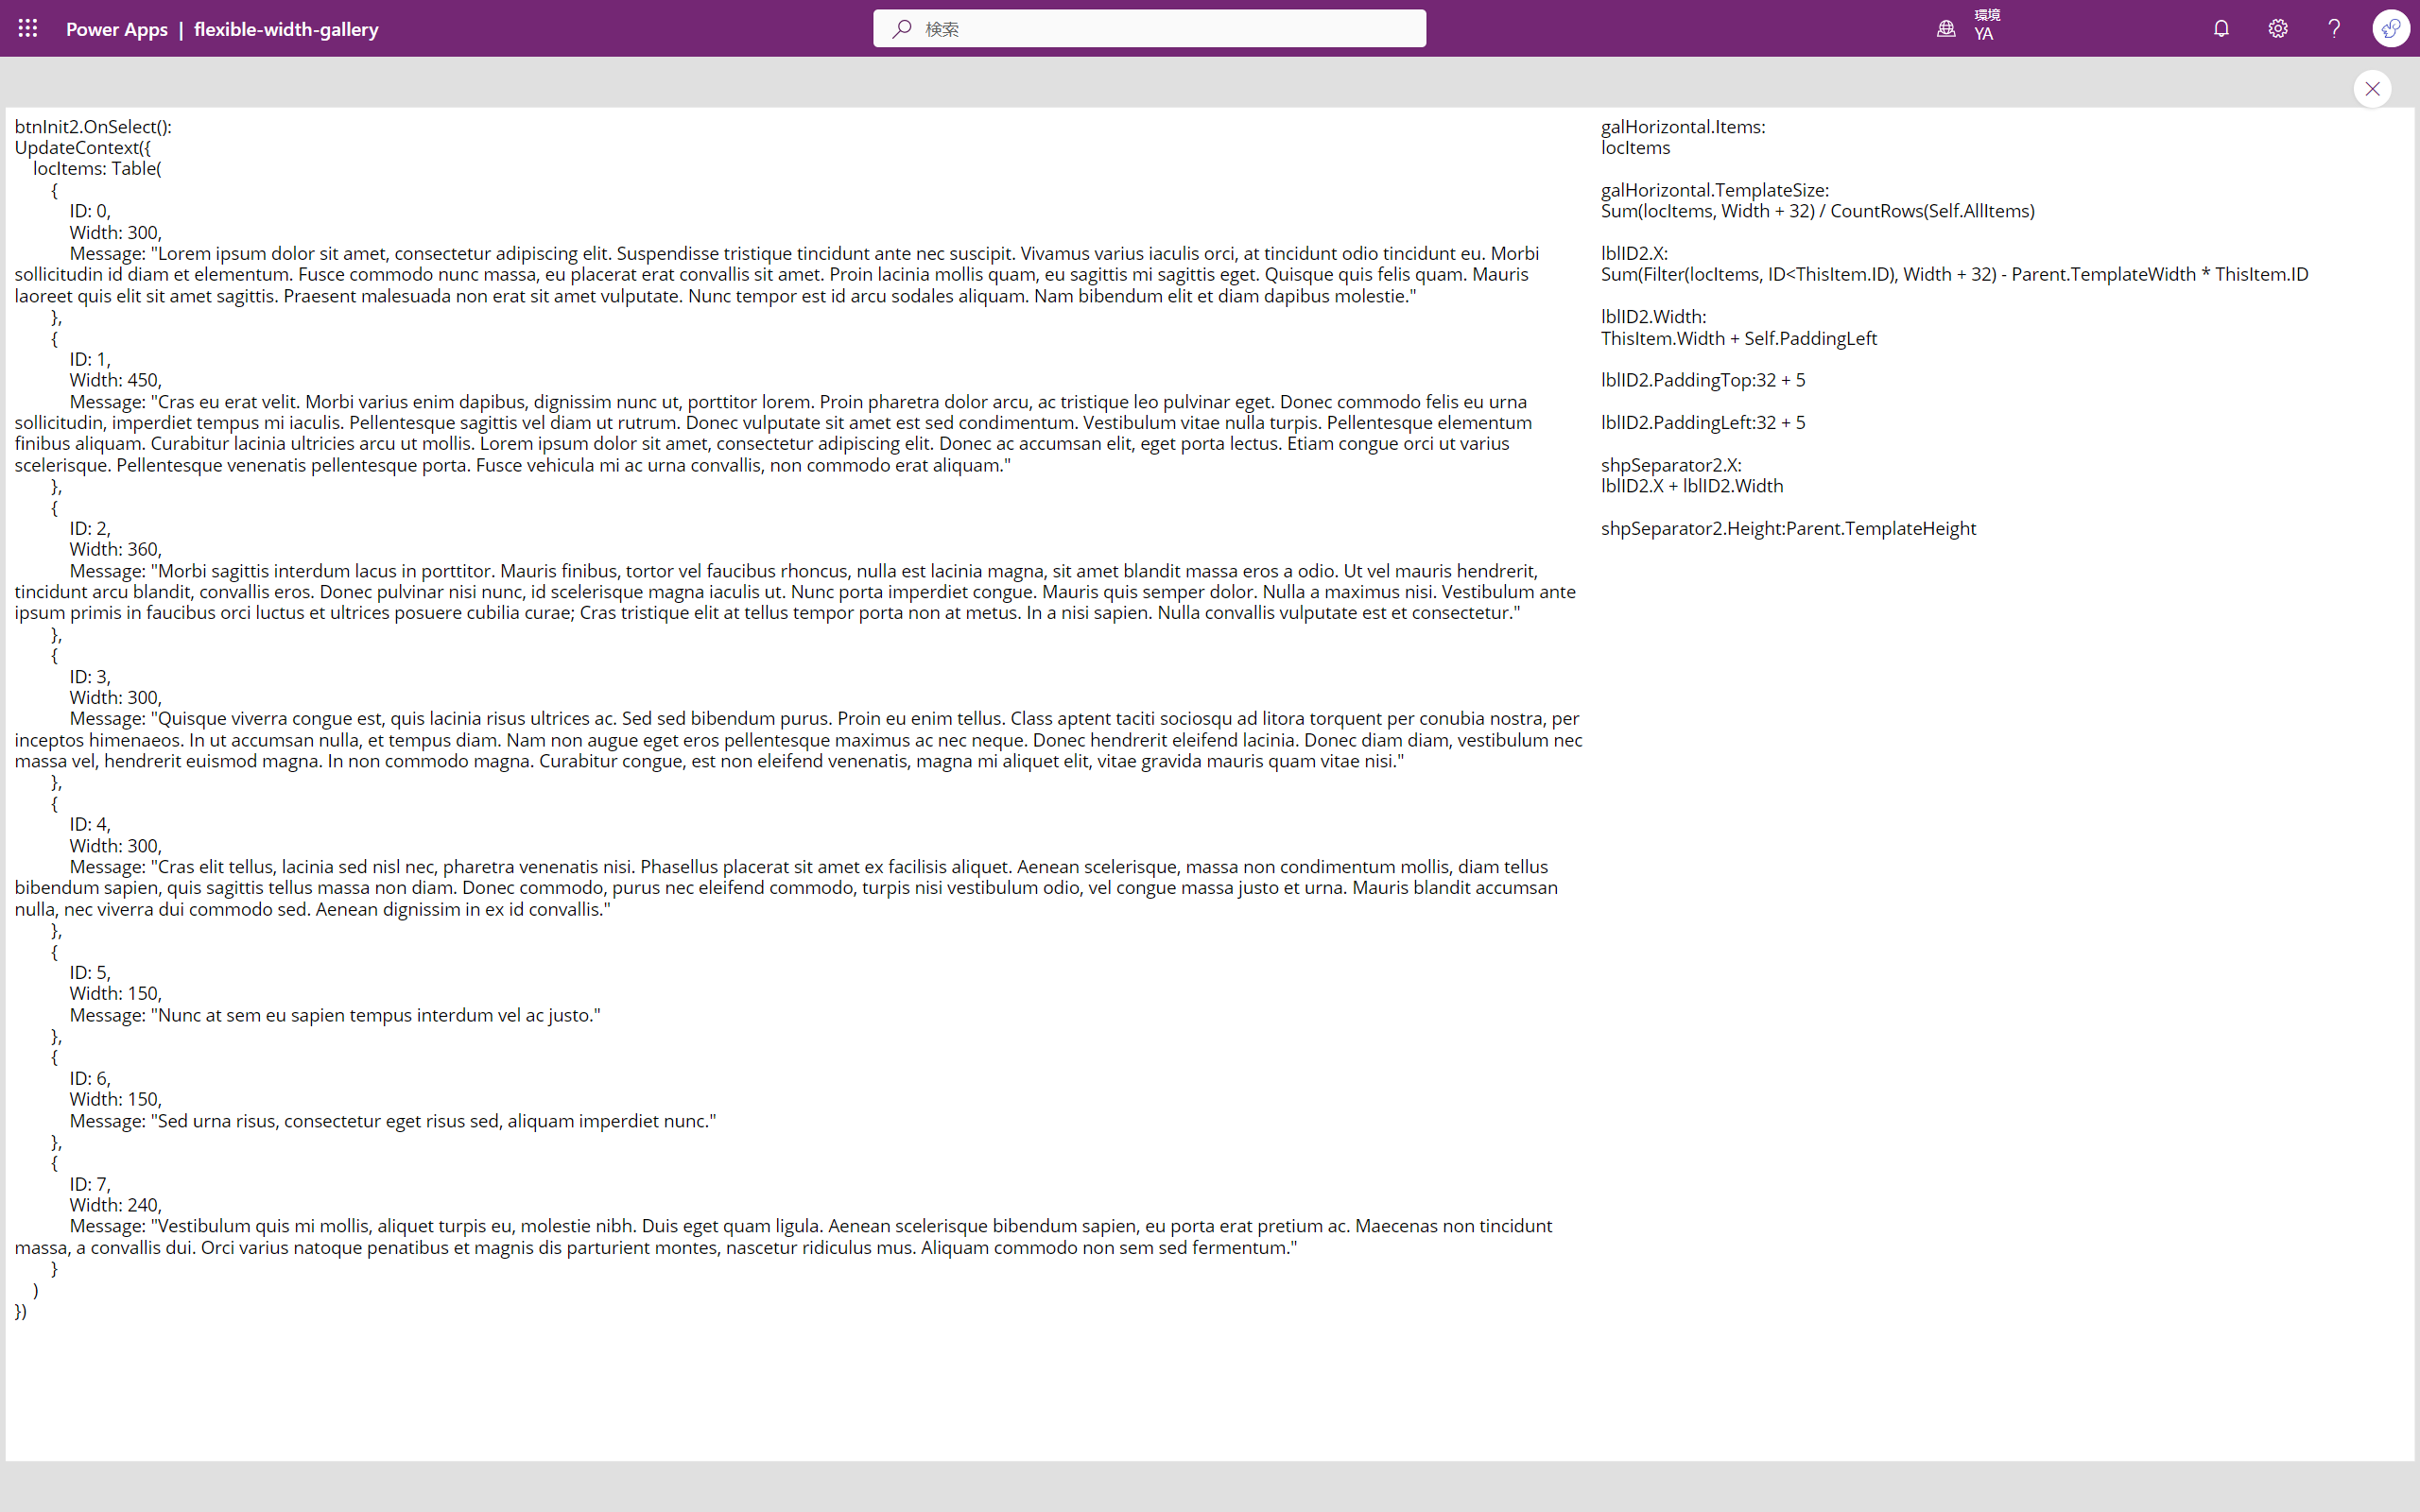 Power Apps | flexible-width-gallery
検索
環境
YA
btnInit2.OnSelect():
UpdateContext({
    locItems: Table(
        {
            ID: 0,
            Width: 300,
            Message: "Lorem ipsum dolor sit amet, consectetur adipiscing elit. Suspendisse tristique tincidunt ante nec suscipit. Vivamus varius iaculis orci, at tincidunt odio tincidunt eu. Morbi
sollicitudin id diam et elementum. Fusce commodo nunc massa, eu placerat erat convallis sit amet. Proin lacinia mollis quam, eu sagittis mi sagittis eget. Quisque quis felis quam. Mauris
laoreet quis elit sit amet sagittis. Praesent malesuada non erat sit amet vulputate. Nunc tempor est id arcu sodales aliquam. Nam bibendum elit et diam dapibus molestie."
        },
        {
            ID: 1,
            Width: 450,
            Message: "Cras eu erat velit. Morbi varius enim dapibus, dignissim nunc ut, porttitor lorem. Proin pharetra dolor arcu, ac tristique leo pulvinar eget. Donec commodo felis eu urna
sollicitudin, imperdiet tempus mi iaculis. Pellentesque sagittis vel diam ut rutrum. Donec vulputate sit amet est sed condimentum. Vestibulum vitae nulla turpis. Pellentesque elementum
finibus aliquam. Curabitur lacinia ultricies arcu ut mollis. Lorem ipsum dolor sit amet, consectetur adipiscing elit. Donec ac accumsan elit, eget porta lectus. Etiam congue orci ut varius
scelerisque. Pellentesque venenatis pellentesque porta. Fusce vehicula mi ac urna convallis, non commodo erat aliquam."
        },
        {
            ID: 2,
            Width: 360,
            Message: "Morbi sagittis interdum lacus in porttitor. Mauris finibus, tortor vel faucibus rhoncus, nulla est lacinia magna, sit amet blandit massa eros a odio. Ut vel mauris hendrerit,
tincidunt arcu blandit, convallis eros. Donec pulvinar nisi nunc, id scelerisque magna iaculis ut. Nunc porta imperdiet congue. Mauris quis semper dolor. Nulla a maximus nisi. Vestibulum ante
ipsum primis in faucibus orci luctus et ultrices posuere cubilia curae; Cras tristique elit at tellus tempor porta non at metus. In a nisi sapien. Nulla convallis vulputate est et consectetur."
        },
        {
            ID: 3,
            Width: 300,
            Message: "Quisque viverra congue est, quis lacinia risus ultrices ac. Sed sed bibendum purus. Proin eu enim tellus. Class aptent taciti sociosqu ad litora torquent per conubia nostra, per
inceptos himenaeos. In ut accumsan nulla, et tempus diam. Nam non augue eget eros pellentesque maximus ac nec neque. Donec hendrerit eleifend lacinia. Donec diam diam, vestibulum nec
massa vel, hendrerit euismod magna. In non commodo magna. Curabitur congue, est non eleifend venenatis, magna mi aliquet elit, vitae gravida mauris quam vitae nisi."
        },
        {
            ID: 4,
            Width: 300,
            Message: "Cras elit tellus, lacinia sed nisl nec, pharetra venenatis nisi. Phasellus placerat sit amet ex facilisis aliquet. Aenean scelerisque, massa non condimentum mollis, diam tellus
bibendum sapien, quis sagittis tellus massa non diam. Donec commodo, purus nec eleifend commodo, turpis nisi vestibulum odio, vel congue massa justo et urna. Mauris blandit accumsan
nulla, nec viverra dui commodo sed. Aenean dignissim in ex id convallis."
        },
        {
            ID: 5,
            Width: 150,
            Message: "Nunc at sem eu sapien tempus interdum vel ac justo."
        },
        {
            ID: 6,
            Width: 150,
            Message: "Sed urna risus, consectetur eget risus sed, aliquam imperdiet nunc."
        },
        {
            ID: 7,
            Width: 240,
            Message: "Vestibulum quis mi mollis, aliquet turpis eu, molestie nibh. Duis eget quam ligula. Aenean scelerisque bibendum sapien, eu porta erat pretium ac. Maecenas non tincidunt
massa, a convallis dui. Orci varius natoque penatibus et magnis dis parturient montes, nascetur ridiculus mus. Aliquam commodo non sem sed fermentum."
        }
    )
})
galHorizontal.Items:
locItems
galHorizontal.TemplateSize:
Sum(locItems, Width + 32) / CountRows(Self.AllItems)
lblID2.X:
Sum(Filter(locItems, ID<ThisItem.ID), Width + 32) - Parent.TemplateWidth * ThisItem.ID
lblID2.Width:
ThisItem.Width + Self.PaddingLeft
lblID2.PaddingTop:32 + 5
lblID2.PaddingLeft:32 + 5
shpSeparator2.X:
lblID2.X + lblID2.Width
shpSeparator2.Height:Parent.TemplateHeight